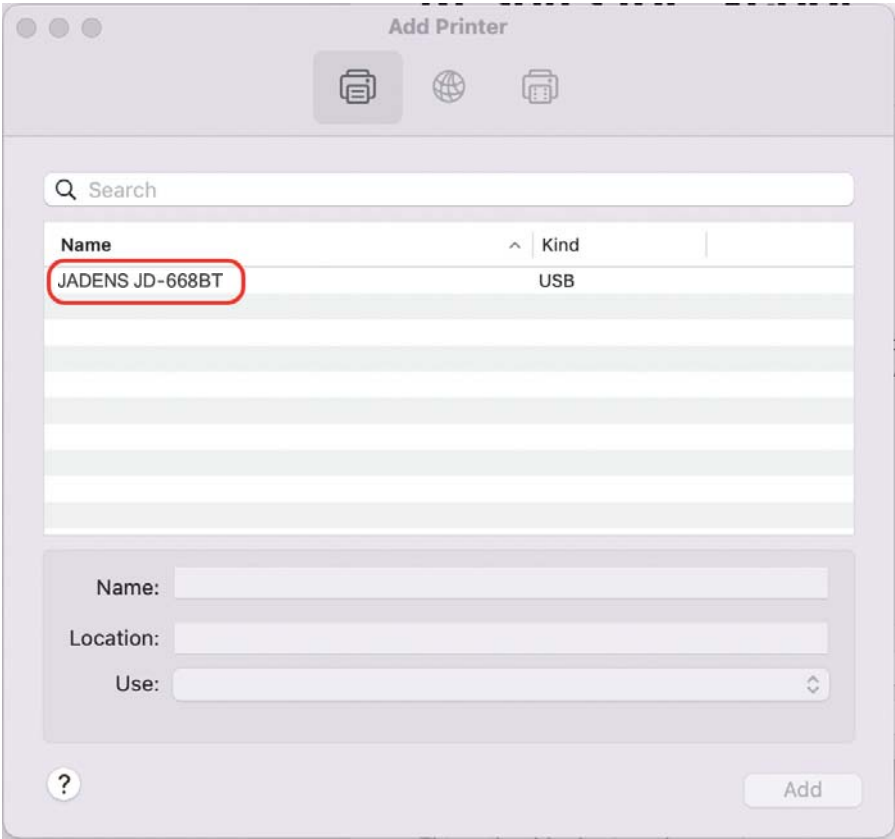 Add Printer
Search
Name Kind
JADENS JD-668BT USB
Name:
Location:
Use:
? Add